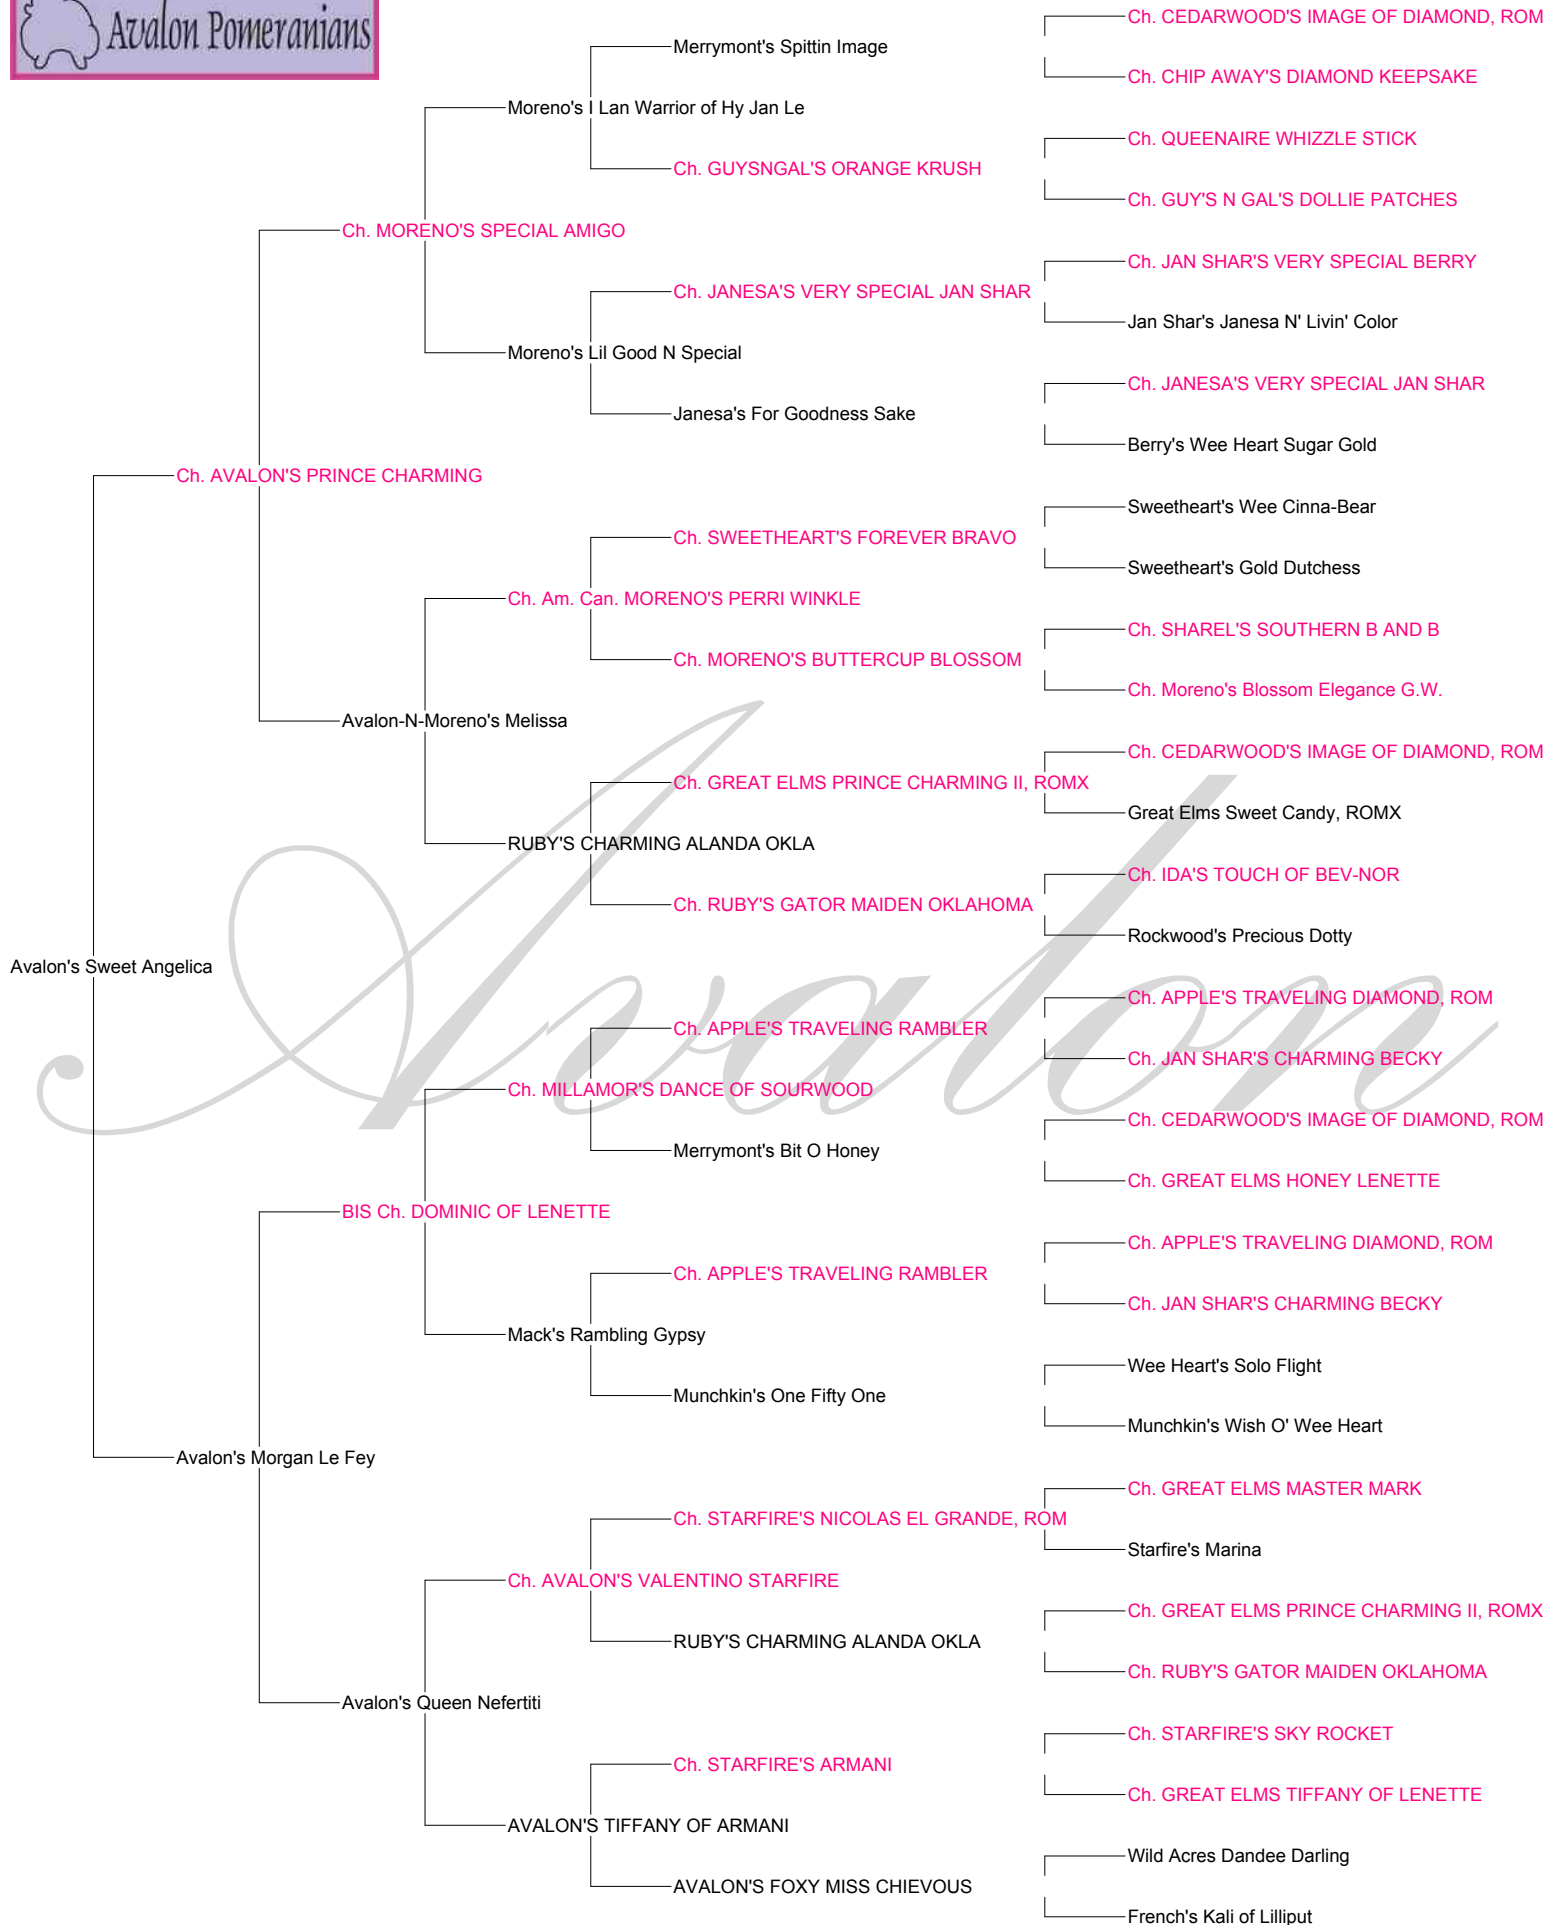 Avalon Pomeranians
Ch. CEDARWOOD'S IMAGE OF DIAMOND, ROM
Merrymont's Spittin Image
Ch. CHIP AWAY'S DIAMOND KEEPSAKE
Moreno's I Lan Warrior of Hy Jan Le
Ch. QUEENAIRE WHIZZLE STICK
Ch. GUYSNGAL'S ORANGE KRUSH
Ch. GUY'S N GAL'S DOLLIE PATCHES
Ch. MORENO'S SPECIAL AMIGO
Ch. JAN SHAR'S VERY SPECIAL BERRY
Ch. JANESA'S VERY SPECIAL JAN SHAR
Jan Shar's Janesa N' Livin' Color
Moreno's Lil Good N Special
Ch. JANESA'S VERY SPECIAL JAN SHAR
Janesa's For Goodness Sake
Berry's Wee Heart Sugar Gold
Ch. AVALON'S PRINCE CHARMING
Sweetheart's Wee Cinna-Bear
Ch. SWEETHEART'S FOREVER BRAVO
Sweetheart's Gold Dutchess
Ch. Am. Can. MORENO'S PERRI WINKLE
Ch. SHAREL'S SOUTHERN B AND B
Ch. MORENO'S BUTTERCUP BLOSSOM
Ch. Moreno's Blossom Elegance G.W.
Avalon-N-Moreno's Melissa
Ch. CEDARWOOD'S IMAGE OF DIAMOND, ROM
Ch. GREAT ELMS PRINCE CHARMING II, ROMX
Great Elms Sweet Candy, ROMX
RUBY'S CHARMING ALANDA OKLA
Ch. IDA'S TOUCH OF BEV-NOR
Ch. RUBY'S GATOR MAIDEN OKLAHOMA
Rockwood's Precious Dotty
Avalon's Sweet Angelica
Avalon
Ch. APPLE'S TRAVELING DIAMOND, ROM
Ch. APPLE'S TRAVELING RAMBLER
Ch. JAN SHAR'S CHARMING BECKY
Ch. MILLAMOR'S DANCE OF SOURWOOD
Ch. CEDARWOOD'S IMAGE OF DIAMOND, ROM
Merrymont's Bit O Honey
Ch. GREAT ELMS HONEY LENETTE
BIS Ch. DOMINIC OF LENETTE
Ch. APPLE'S TRAVELING DIAMOND, ROM
Ch. APPLE'S TRAVELING RAMBLER
Ch. JAN SHAR'S CHARMING BECKY
Mack's Rambling Gypsy
Wee Heart's Solo Flight
Munchkin's One Fifty One
Munchkin's Wish O' Wee Heart
Avalon's Morgan Le Fey
Ch. GREAT ELMS MASTER MARK
Ch. STARFIRE'S NICOLAS EL GRANDE, ROM
Starfire's Marina
Ch. AVALON'S VALENTINO STARFIRE
Ch. GREAT ELMS PRINCE CHARMING II, ROMX
RUBY'S CHARMING ALANDA OKLA
Ch. RUBY'S GATOR MAIDEN OKLAHOMA
Avalon's Queen Nefertiti
Ch. STARFIRE'S SKY ROCKET
Ch. STARFIRE'S ARMANI
Ch. GREAT ELMS TIFFANY OF LENETTE
AVALON'S TIFFANY OF ARMANI
Wild Acres Dandee Darling
AVALON'S FOXY MISS CHIEVOUS
French's Kali of Lilliput